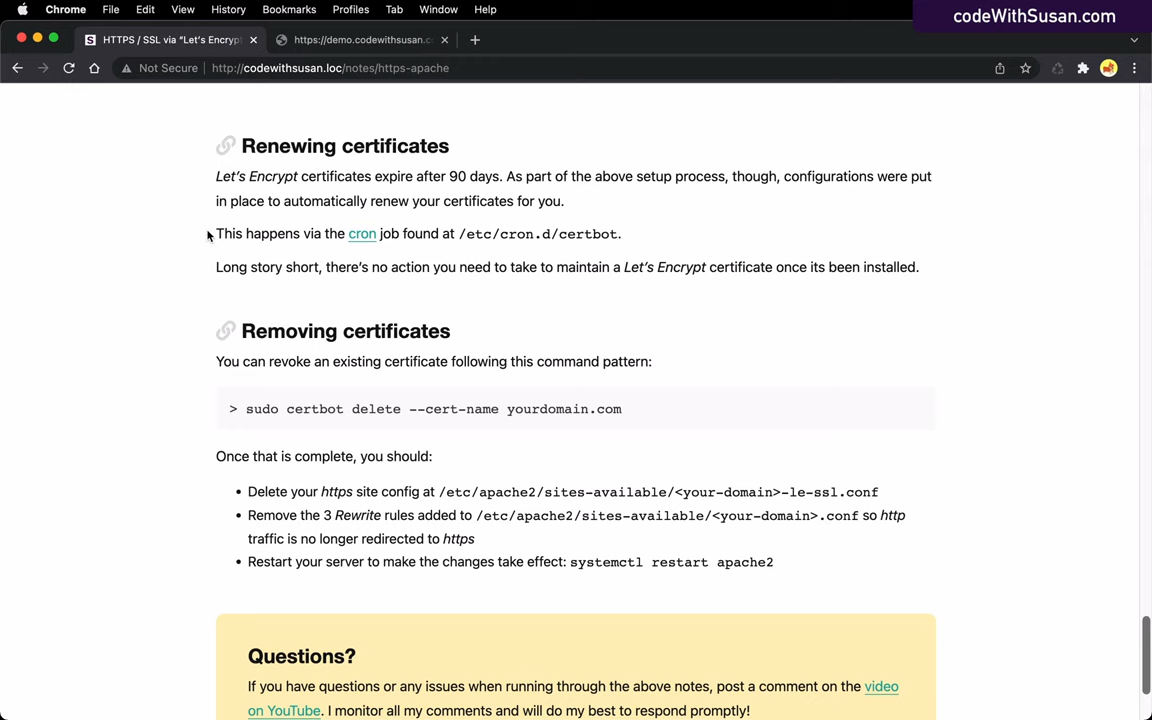 Chrome File Edit View History Bookmarks Profiles Tab Window Help
codeWithSusan.com
HTTPS / SSL via “Let’s Encryp
https://demo.codewithsusan.c
Not Secure http://codewithsusan.loc/notes/https-apache
Renewing certificates
Let’s Encrypt certificates expire after 90 days. As part of the above setup process, though, configurations were put
in place to automatically renew your certificates for you.
This happens via the cron job found at /etc/cron.d/certbot.
Long story short, there’s no action you need to take to maintain a Let’s Encrypt certificate once its been installed.
Removing certificates
You can revoke an existing certificate following this command pattern:
> sudo certbot delete --cert-name yourdomain.com
Once that is complete, you should:
• Delete your https site config at /etc/apache2/sites-available/<your-domain>-le-ssl.conf
• Remove the 3 Rewrite rules added to /etc/apache2/sites-available/<your-domain>.conf so http
traffic is no longer redirected to https
• Restart your server to make the changes take effect: systemctl restart apache2
Questions?
If you have questions or any issues when running through the above notes, post a comment on the video
on YouTube. I monitor all my comments and will do my best to respond promptly!